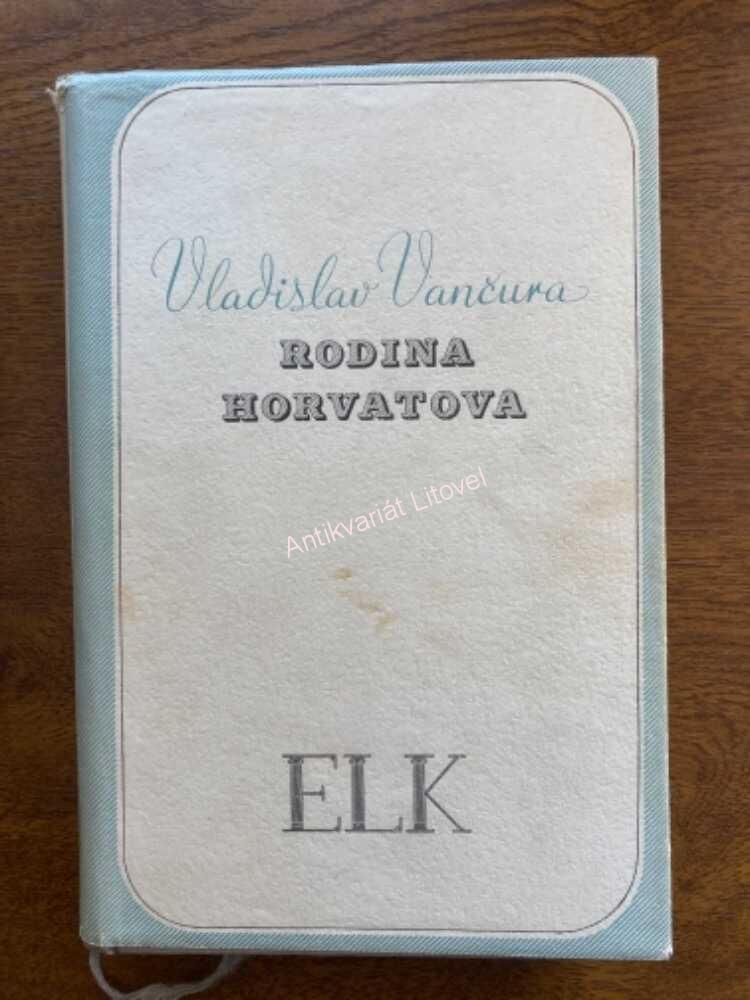 Vladislav Vančura
RODINA
HORVATOVA
Antikvariát Litovel
ELK